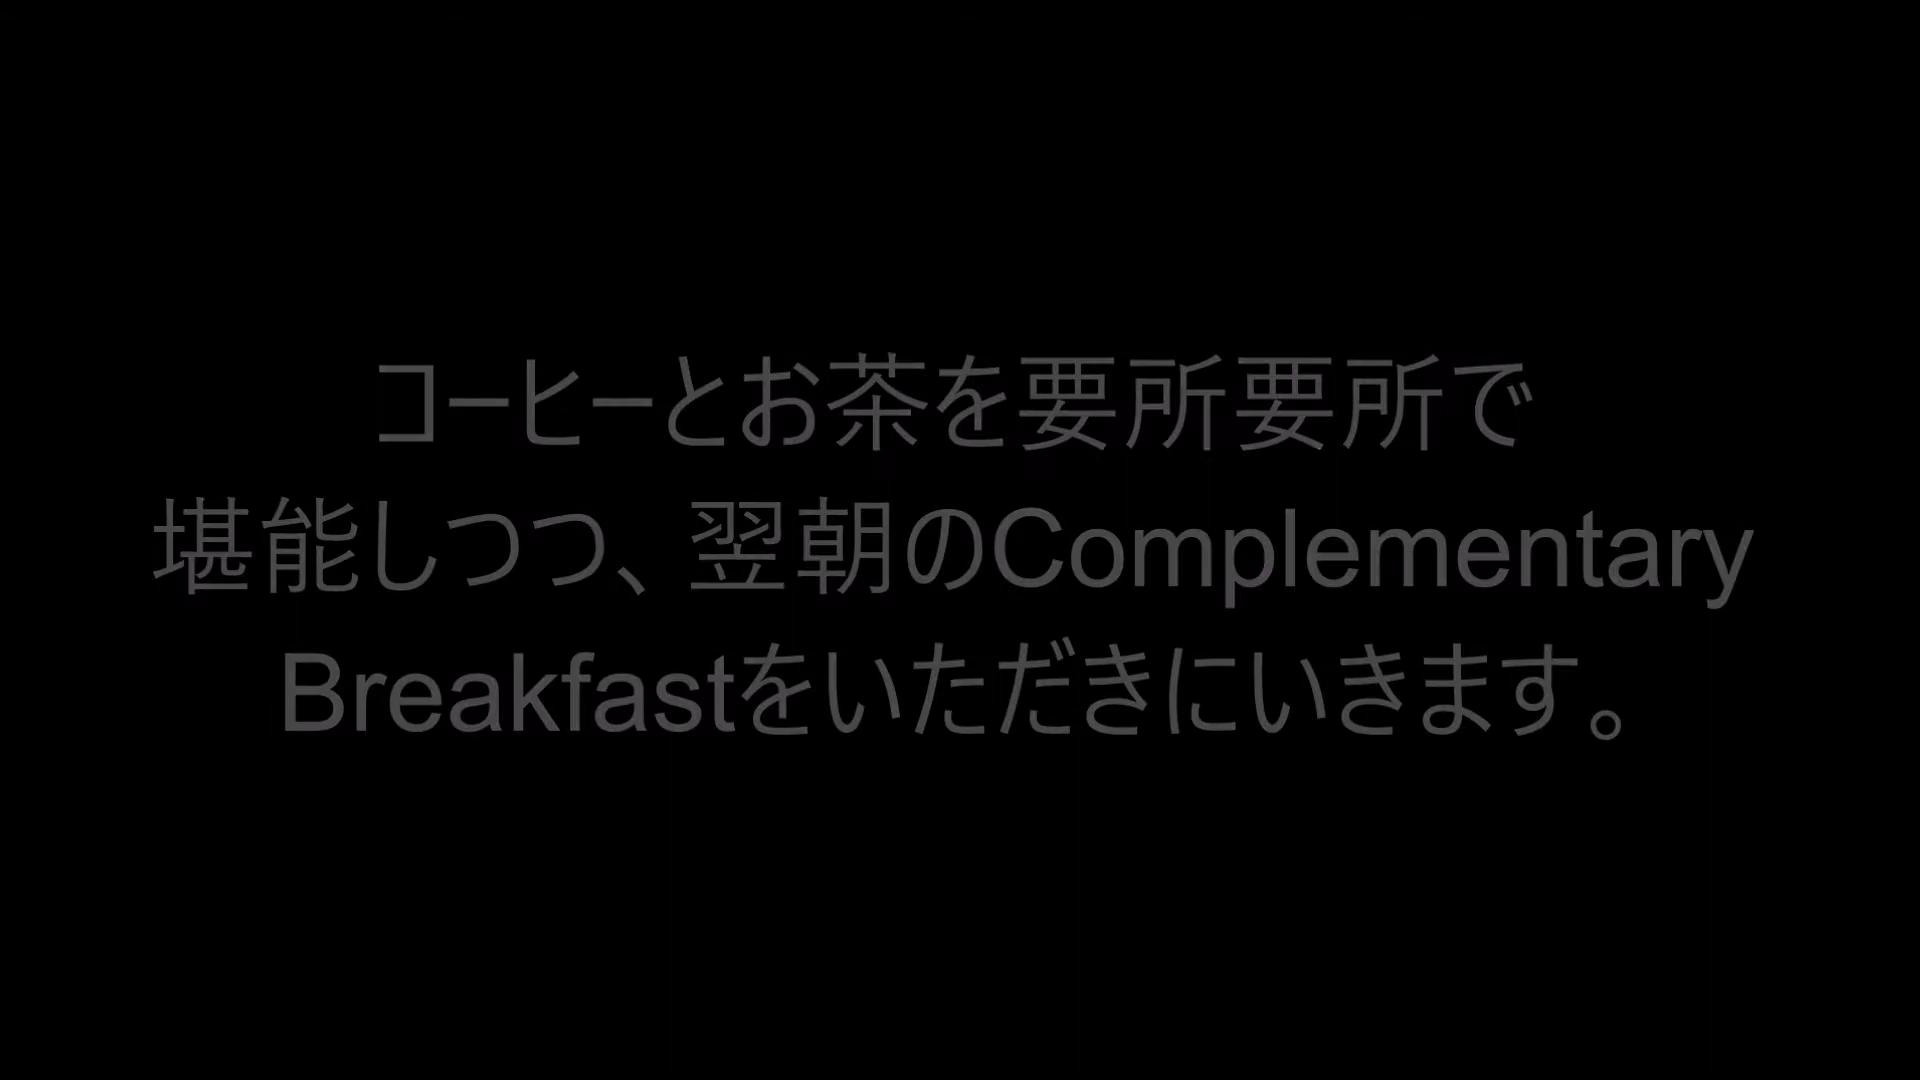 コーヒーとお茶を要所要所で
堪能しつつ、翌朝のComplementary
Breakfastをいただきにいきます。